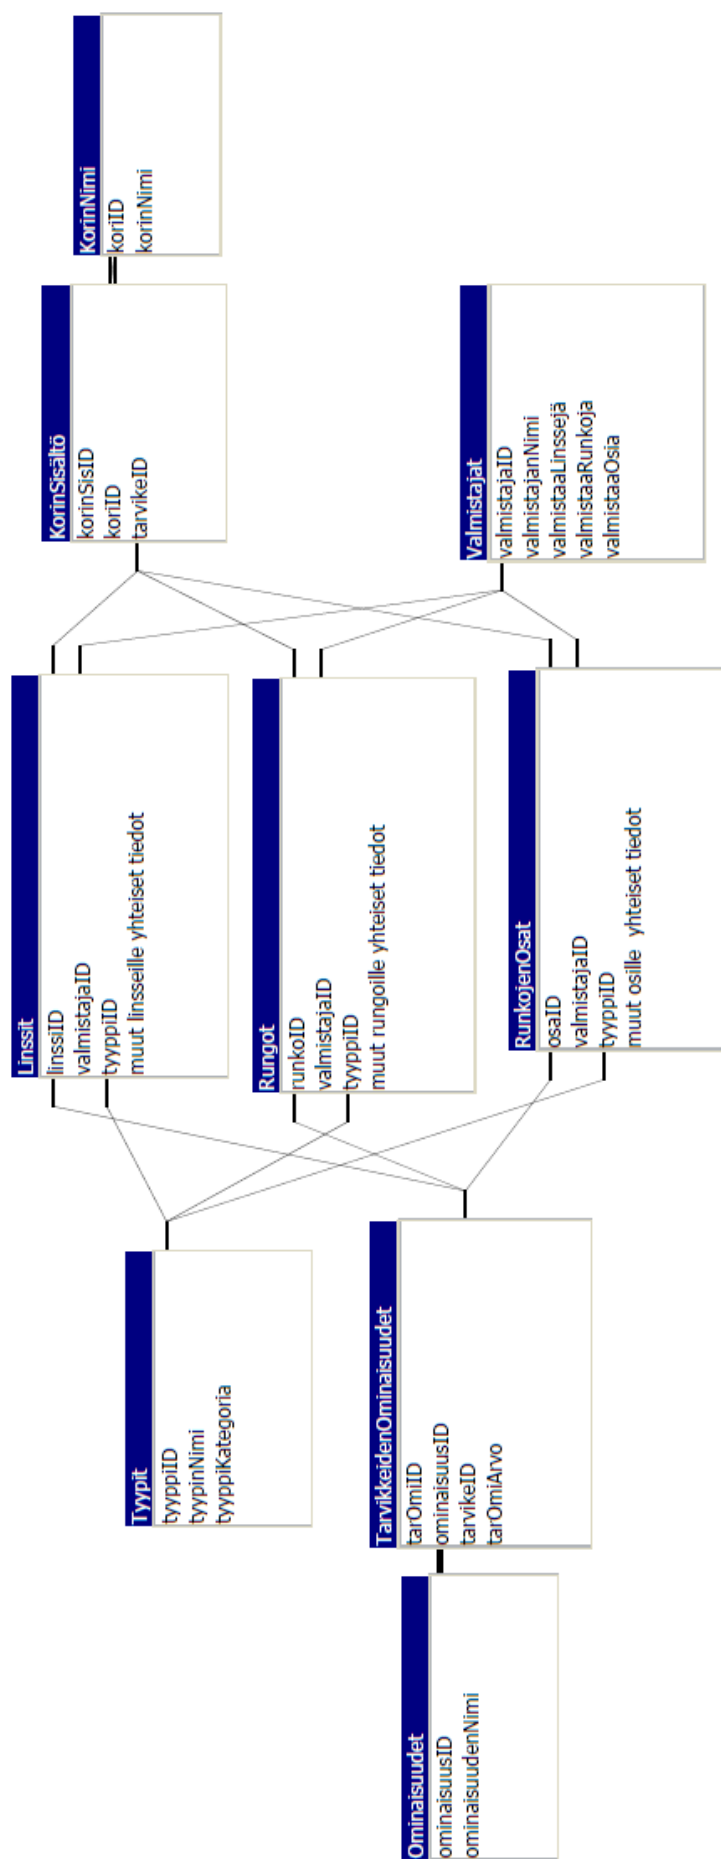 Ominaisuudet
ominaisuusID
ominaisuudenNimi
Tyypit
tyyppiID
tyypinNimi
tyyppiKategoria
TarvikkeidenOminaisuudet
tarOmiID
ominaisuusID
tarvikeID
tarOmiArvo
Linssit
linssiID
valmistajaID
tyyppiID
muut linsseille yhteiset tiedot
Rungot
runkoID
valmistajaID
tyyppiID
muut rungoille yhteiset tiedot
RunkojenOsat
osaID
valmistajaID
tyyppiID
muut osille yhteiset tiedot
KorinSisältö
korinSisID
koriID
tarvikeID
Valmistajat
valmistajaID
valmistajanNimi
valmistaaLinssejä
valmistaaRunkoja
valmistaaOsia
KorinNimi
koriID
korinNimi